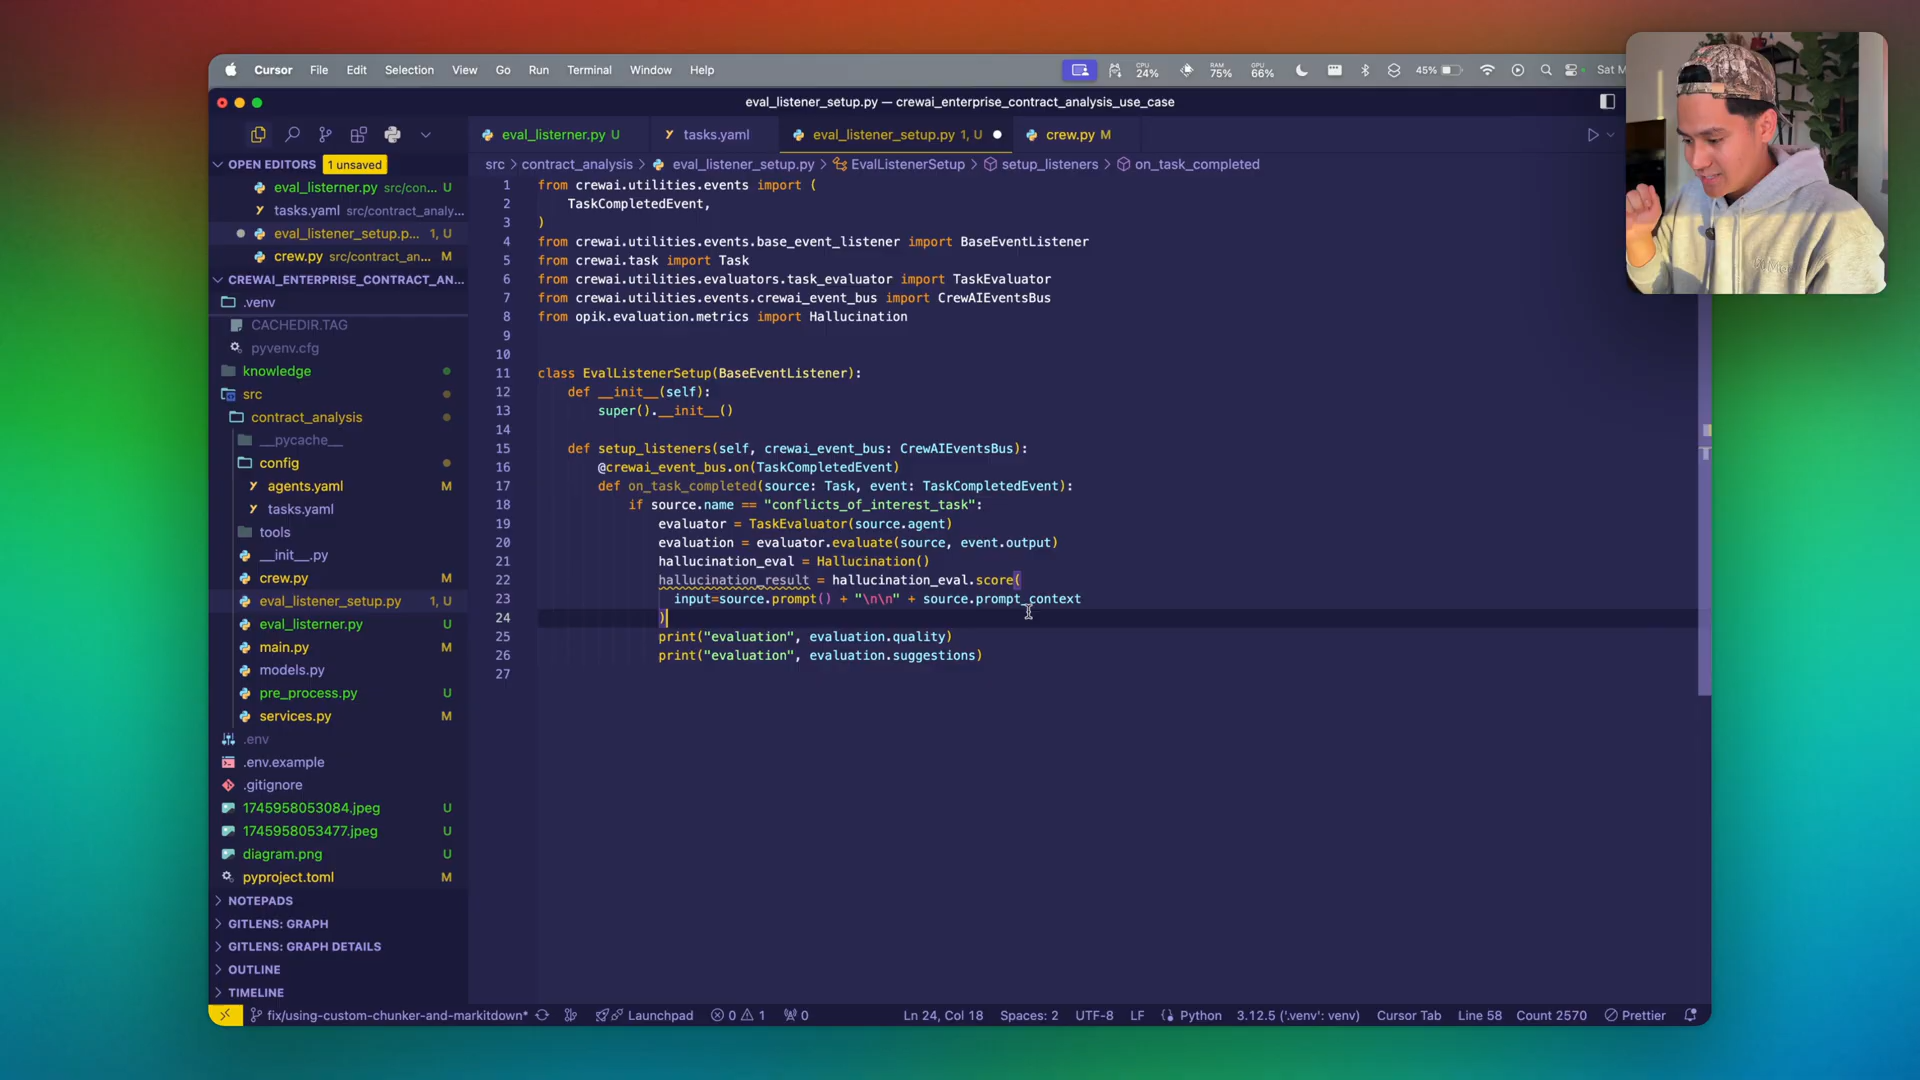 Cursor File Edit Selection View Go Run Terminal Window Help CPU 24% RAM 75% GPU 66% 45% Sat M
eval_listener_setup.py — crewai_enterprise_contract_analysis_use_case
eval_listerner.py U tasks.yaml eval_listener_setup.py 1, U crew.py M
OPEN EDITORS 1 unsaved
eval_listerner.py src/con... U
tasks.yaml src/contract_analy...
eval_listener_setup.p... 1, U
crew.py src/contract_an... M
CREWAI_ENTERPRISE_CONTRACT_AN...
.venv
CACHEDIR.TAG
pyvenv.cfg
knowledge
src
contract_analysis
__pycache__
config
agents.yaml M
tasks.yaml
tools
__init__.py
crew.py M
eval_listener_setup.py 1, U
eval_listerner.py U
main.py M
models.py
pre_process.py U
services.py M
.env
.env.example
.gitignore
1745958053084.jpeg U
1745958053477.jpeg U
diagram.png U
pyproject.toml M
NOTEPADS
GITLENS: GRAPH
GITLENS: GRAPH DETAILS
OUTLINE
TIMELINE
src > contract_analysis > eval_listener_setup.py > EvalListenerSetup > setup_listeners > on_task_completed
1 from crewai.utilities.events import (
2 TaskCompletedEvent,
3 )
4 from crewai.utilities.events.base_event_listener import BaseEventListener
5 from crewai.task import Task
6 from crewai.utilities.evaluators.task_evaluator import TaskEvaluator
7 from crewai.utilities.events.crewai_event_bus import CrewAIEventsBus
8 from opik.evaluation.metrics import Hallucination
9
10
11 class EvalListenerSetup(BaseEventListener):
12 def __init__(self):
13 super().__init__()
14
15 def setup_listeners(self, crewai_event_bus: CrewAIEventsBus):
16 @crewai_event_bus.on(TaskCompletedEvent)
17 def on_task_completed(source: Task, event: TaskCompletedEvent):
18 if source.name == "conflicts_of_interest_task":
19 evaluator = TaskEvaluator(source.agent)
20 evaluation = evaluator.evaluate(source, event.output)
21 hallucination_eval = Hallucination()
22 hallucination_result = hallucination_eval.score(
23 input=source.prompt() + "\n\n" + source.prompt_context
24 )
25 print("evaluation", evaluation.quality)
26 print("evaluation", evaluation.suggestions)
27
fix/using-custom-chunker-and-markitdown* Launchpad 0 1 0 Ln 24, Col 18 Spaces: 2 UTF-8 LF Python 3.12.5 ('.venv': venv) Cursor Tab Line 58 Count 2570 Prettier